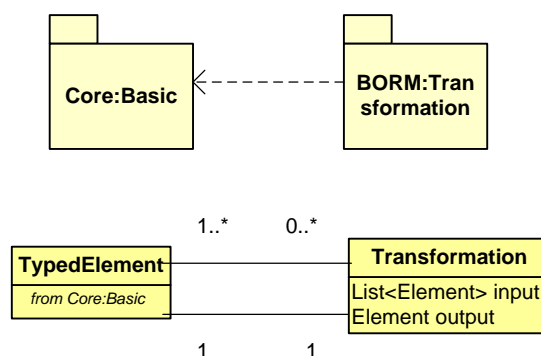 Core:Basic
BORM:Tran
sformation
1..*
0..*
TypedElement
from Core:Basic
Transformation
List<Element> input
Element output
1
1